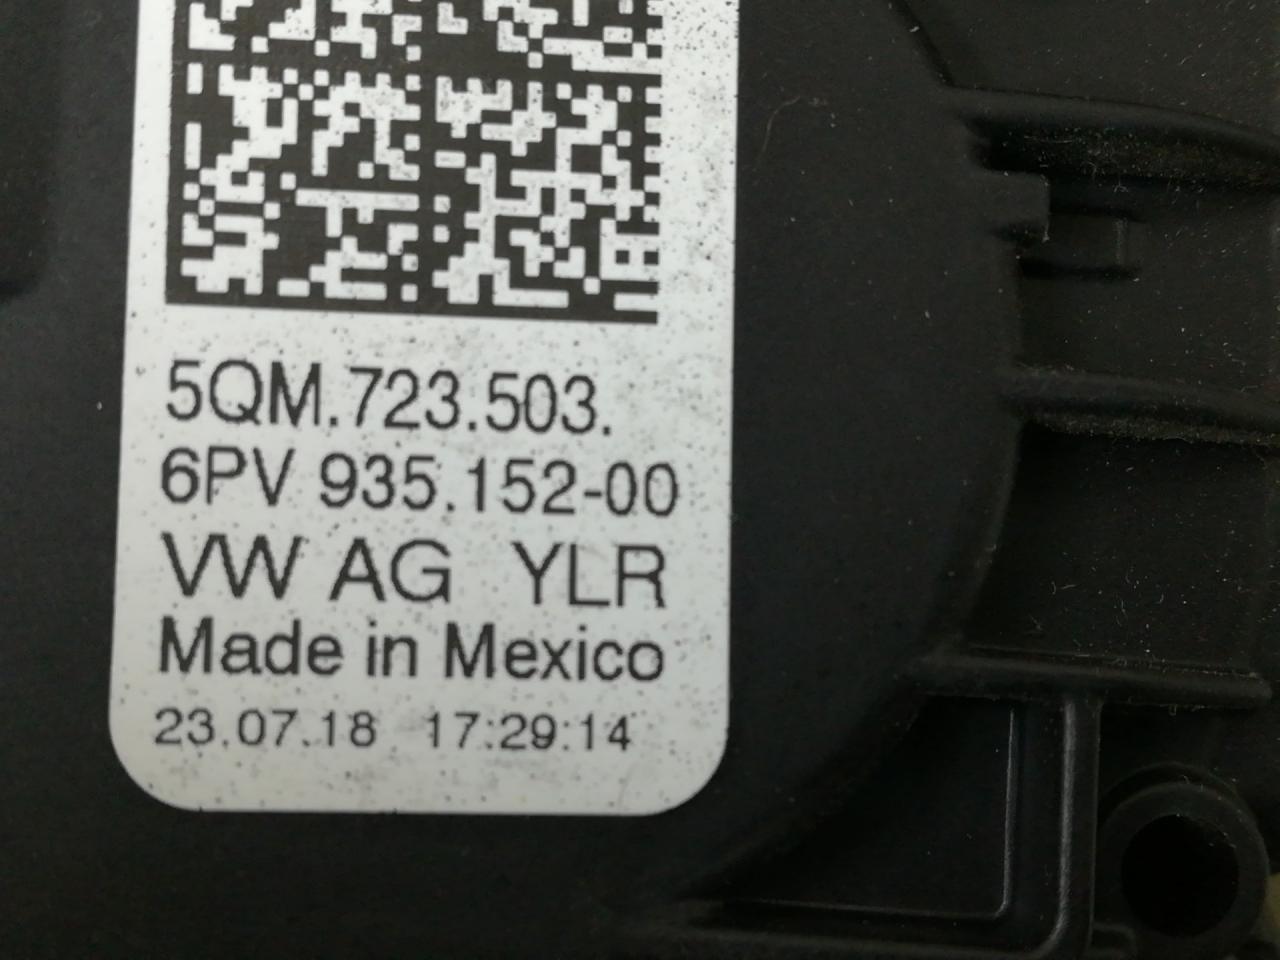 5QM.723.503.
6PV 935.152-00
VW AG YLR
Made in Mexico
23.07.18 17:29:14